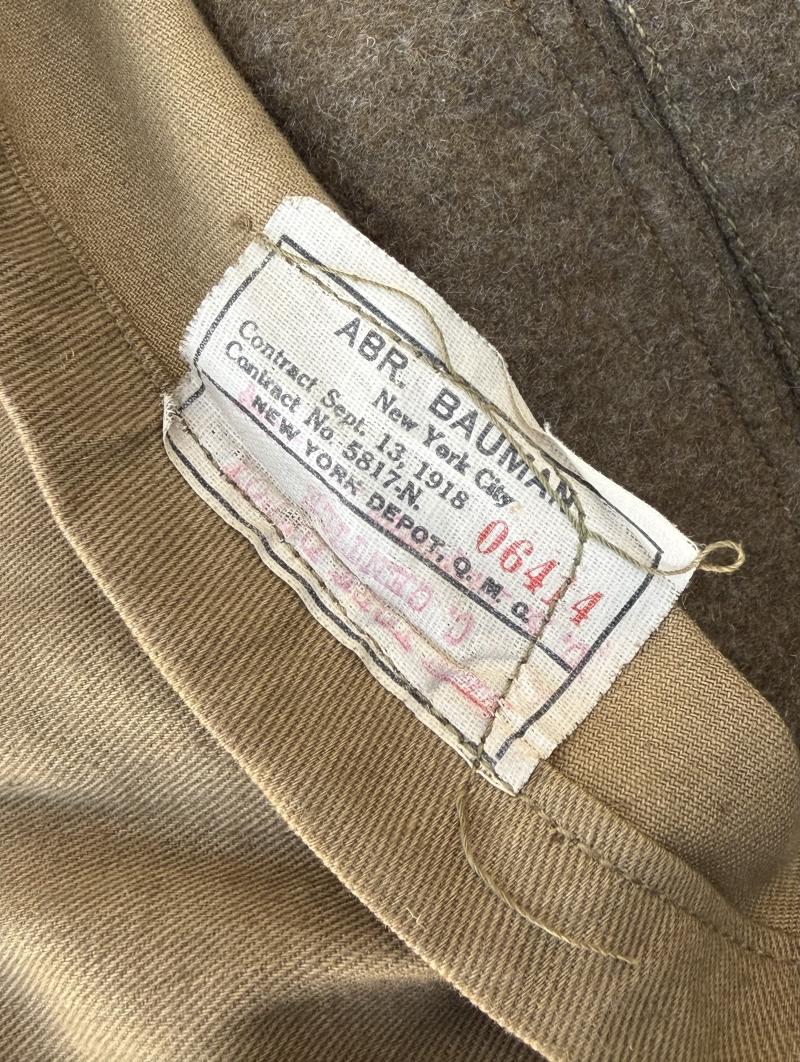 ABR. BAUMAN
New York City
Contract Sept. 13, 1918
Contract No. 5817-N.
NEW YORK DEPOT, Q. M. C.
06414